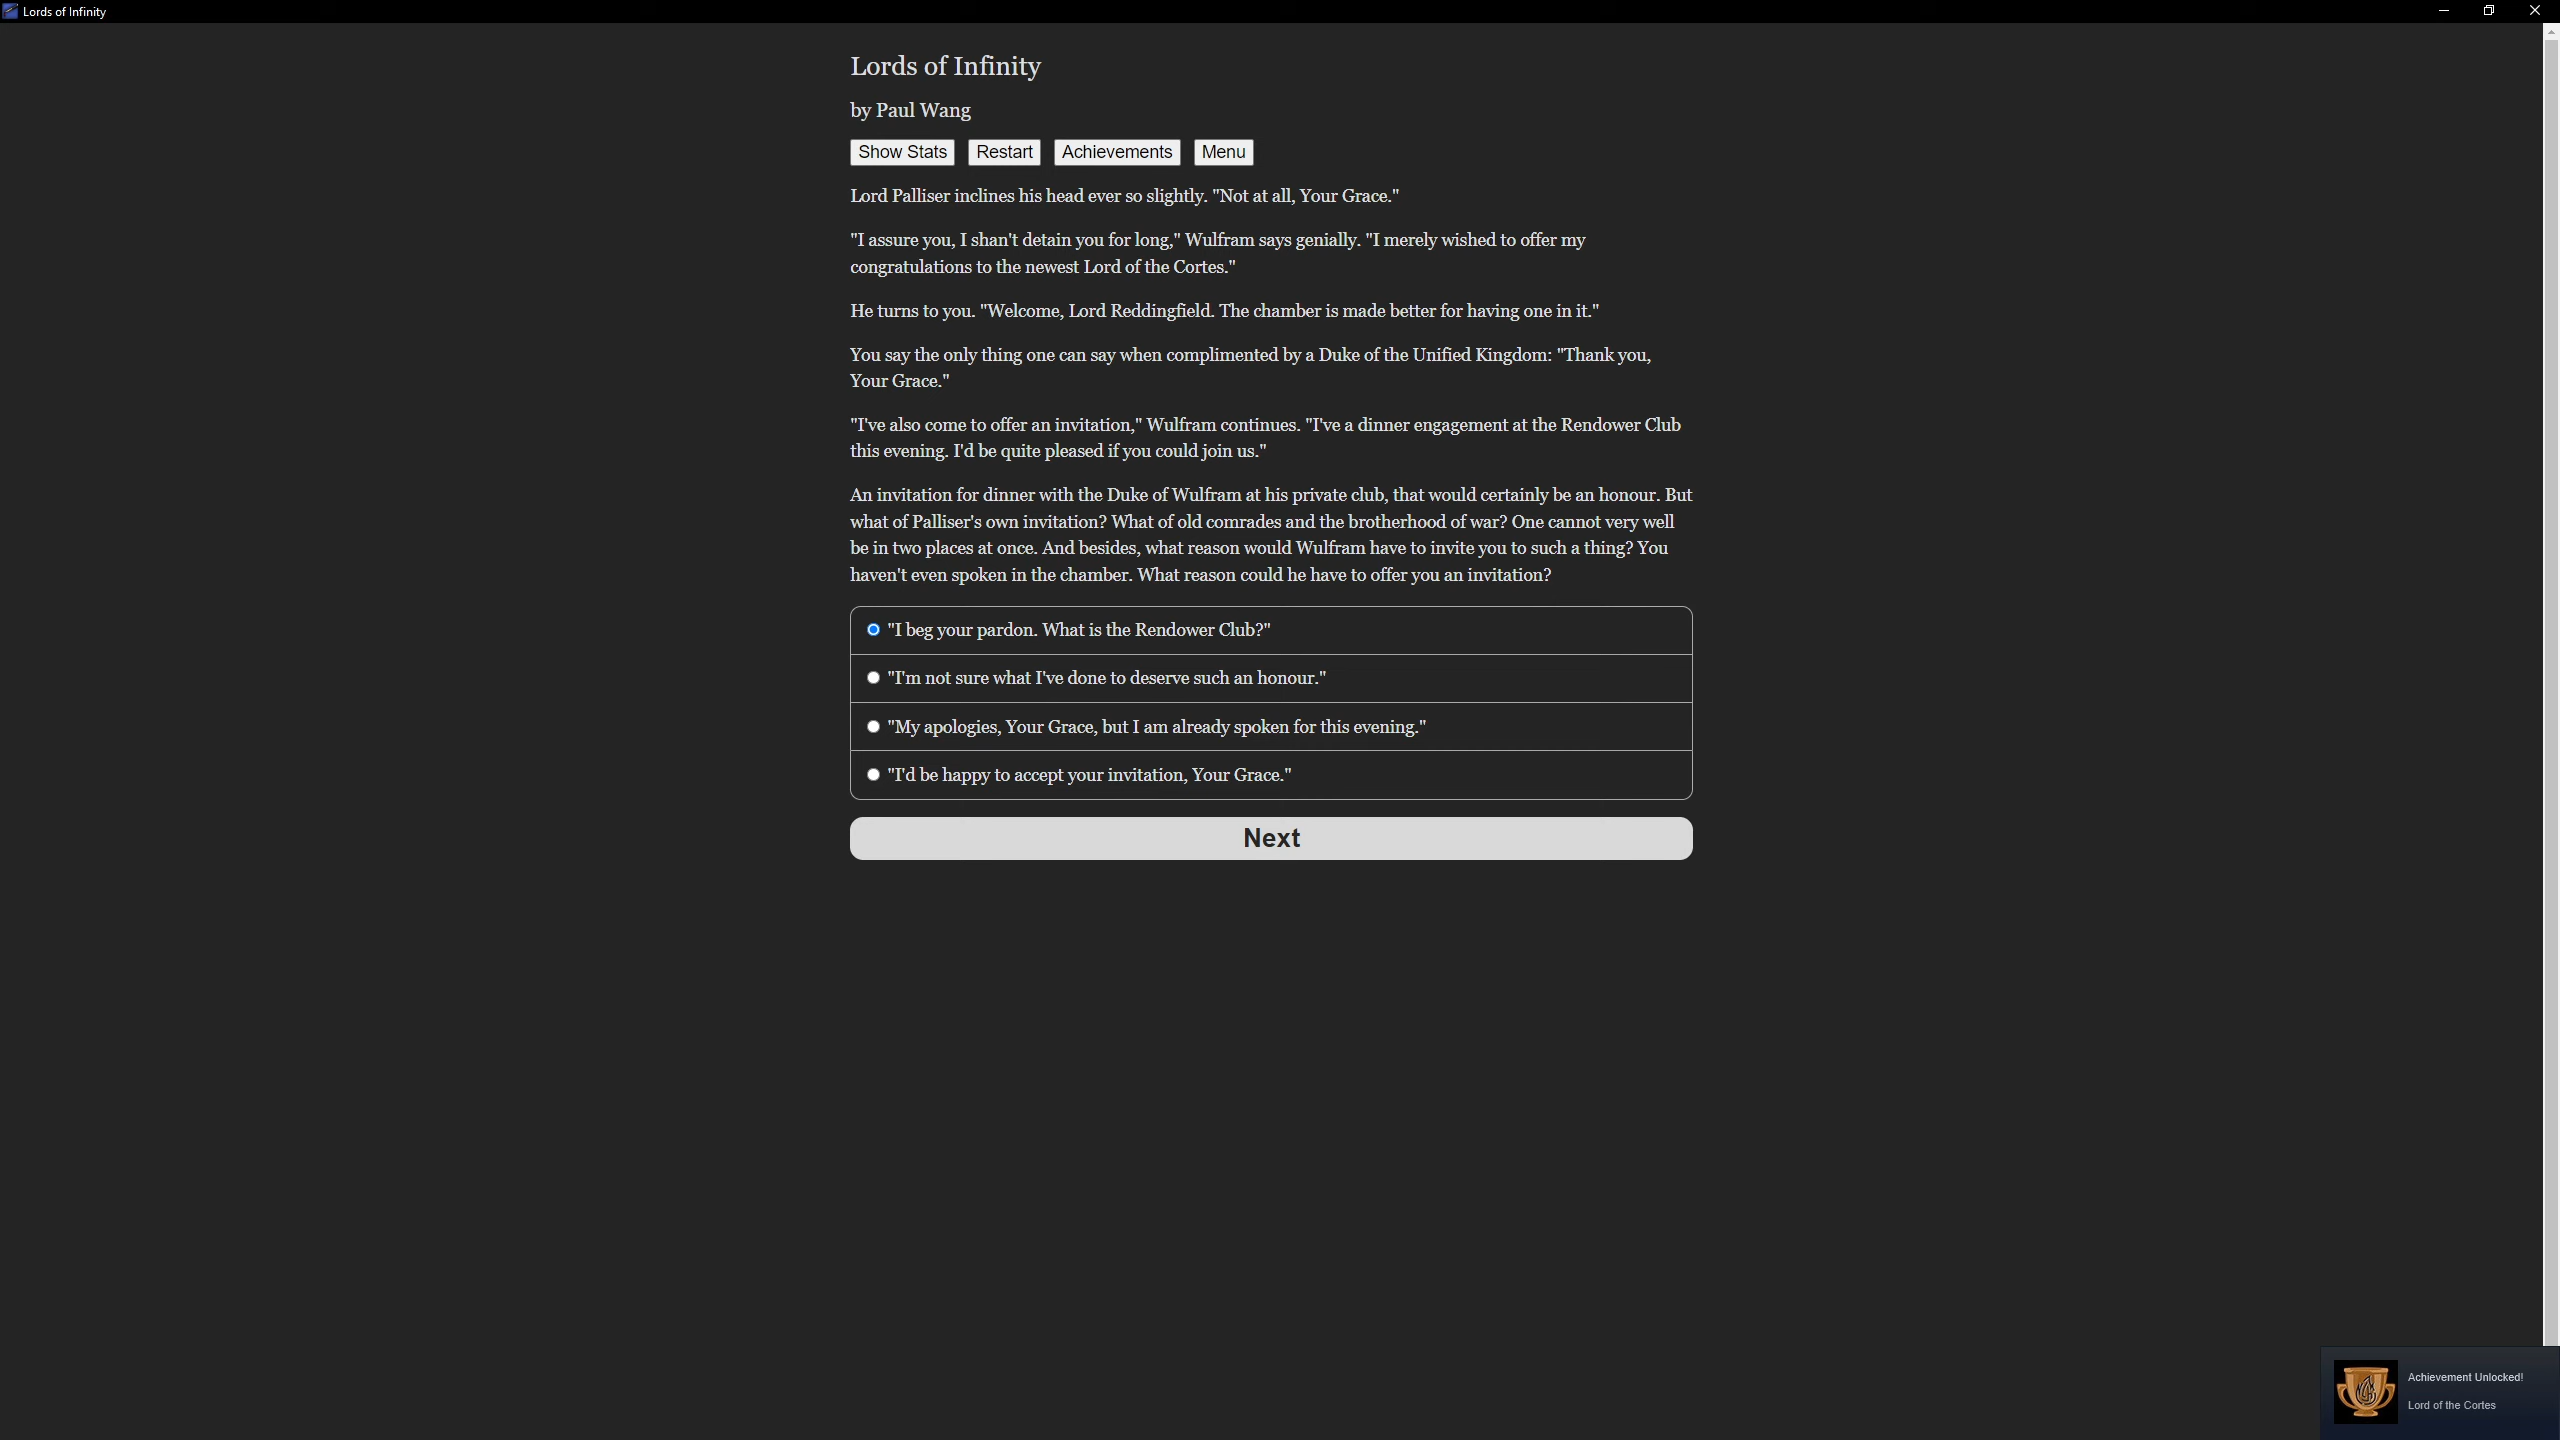 Lords of Infinity
Lords of Infinity
by Paul Wang
Show Stats Restart Achievements Menu
Lord Palliser inclines his head ever so slightly. "Not at all, Your Grace."
"I assure you, I shan't detain you for long," Wulfram says genially. "I merely wished to offer my
congratulations to the newest Lord of the Cortes."
He turns to you. "Welcome, Lord Reddingfield. The chamber is made better for having one in it."
You say the only thing one can say when complimented by a Duke of the Unified Kingdom: "Thank you,
Your Grace."
"I've also come to offer an invitation," Wulfram continues. "I've a dinner engagement at the Rendower Club
this evening. I'd be quite pleased if you could join us."
An invitation for dinner with the Duke of Wulfram at his private club, that would certainly be an honour. But
what of Palliser's own invitation? What of old comrades and the brotherhood of war? One cannot very well
be in two places at once. And besides, what reason would Wulfram have to invite you to such a thing? You
haven't even spoken in the chamber. What reason could he have to offer you an invitation?
"I beg your pardon. What is the Rendower Club?"
"I'm not sure what I've done to deserve such an honour."
"My apologies, Your Grace, but I am already spoken for this evening."
"I'd be happy to accept your invitation, Your Grace."
Next
Achievement Unlocked!
Lord of the Cortes